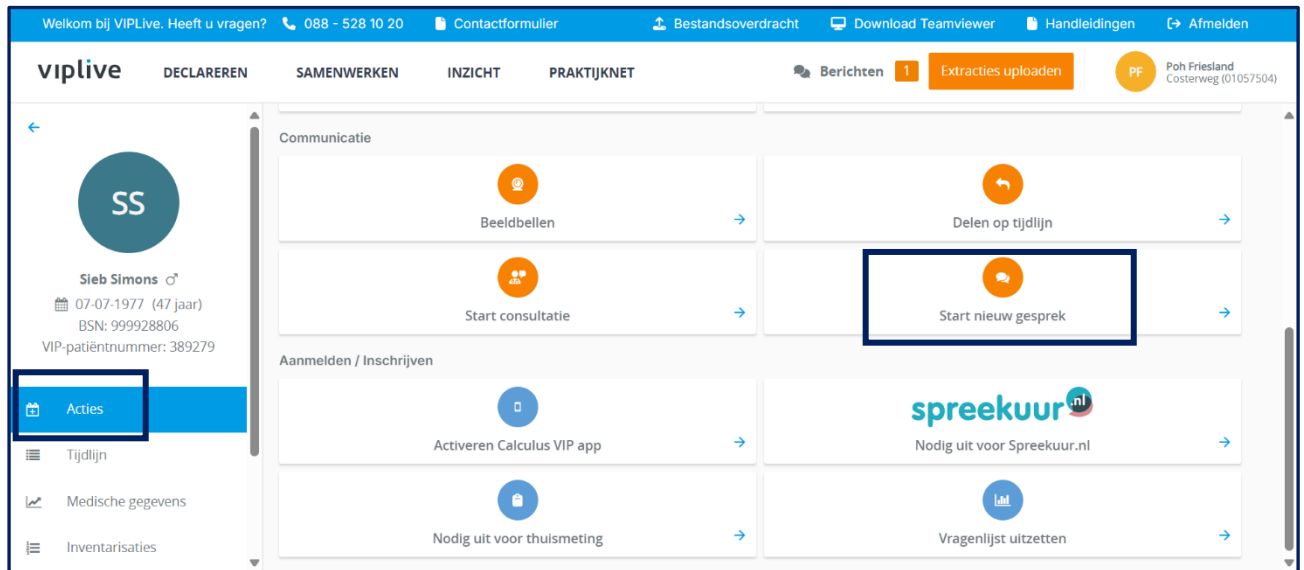 Welkom bij VIPLive. Heeft u vragen? 088 - 528 10 20 Contactformulier Bestandsoverdracht Download Teamviewer Handleidingen Afmelden
viplive DECLAREREN SAMENWERKEN INZICHT PRAKTIJKNET Berichten 1 Extracties uploaden PF Poh Friesland
Costerweg (01057504)
SS
Sieb Simons
07-07-1977 (47 jaar)
BSN: 999928806
VIP-patiëntnummer: 389279
Acties
Tijdlijn
Medische gegevens
Inventarisaties
Communicatie
Beeldbellen
Delen op tijdlijn
Start consultatie
Start nieuw gesprek
Aanmelden / Inschrijven
Activeren Calculus VIP app
spreekuur.nl
Nodig uit voor Spreekuur.nl
Nodig uit voor thuismeting
Vragenlijst uitzetten